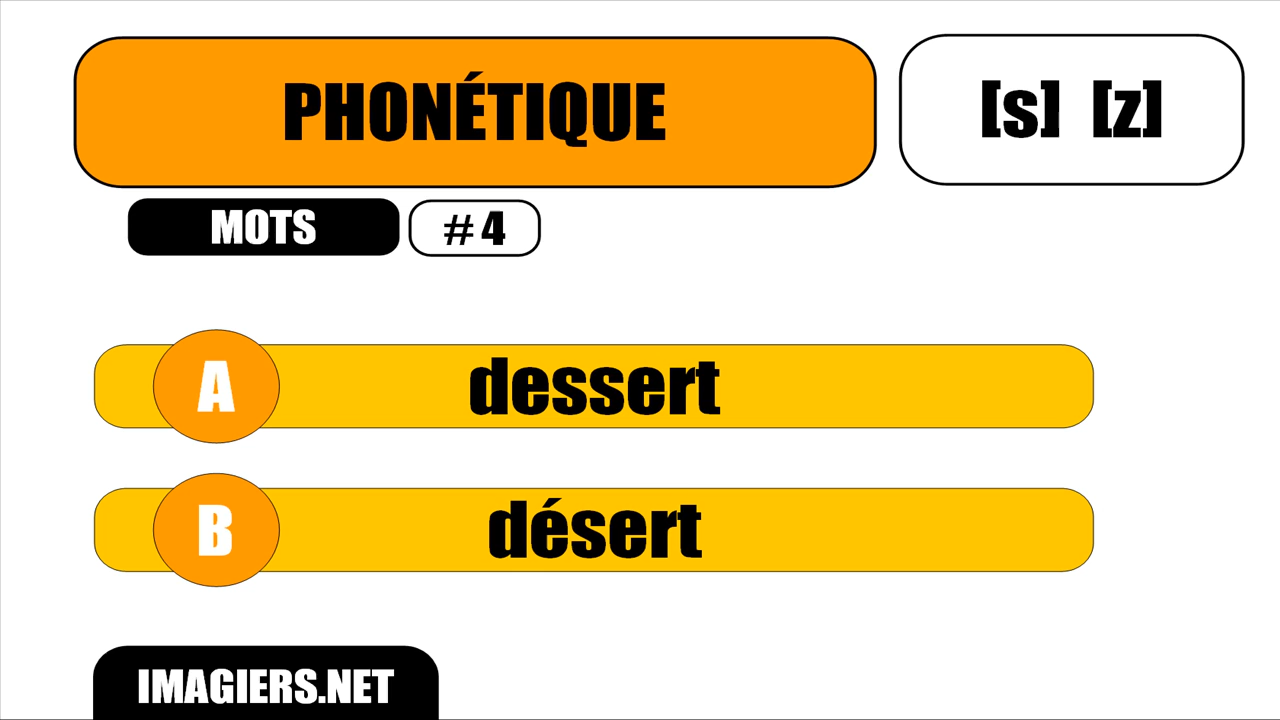 PHONÉTIQUE
[s] [z]
MOTS
#4
A
dessert
B
désert
IMAGIERS.NET